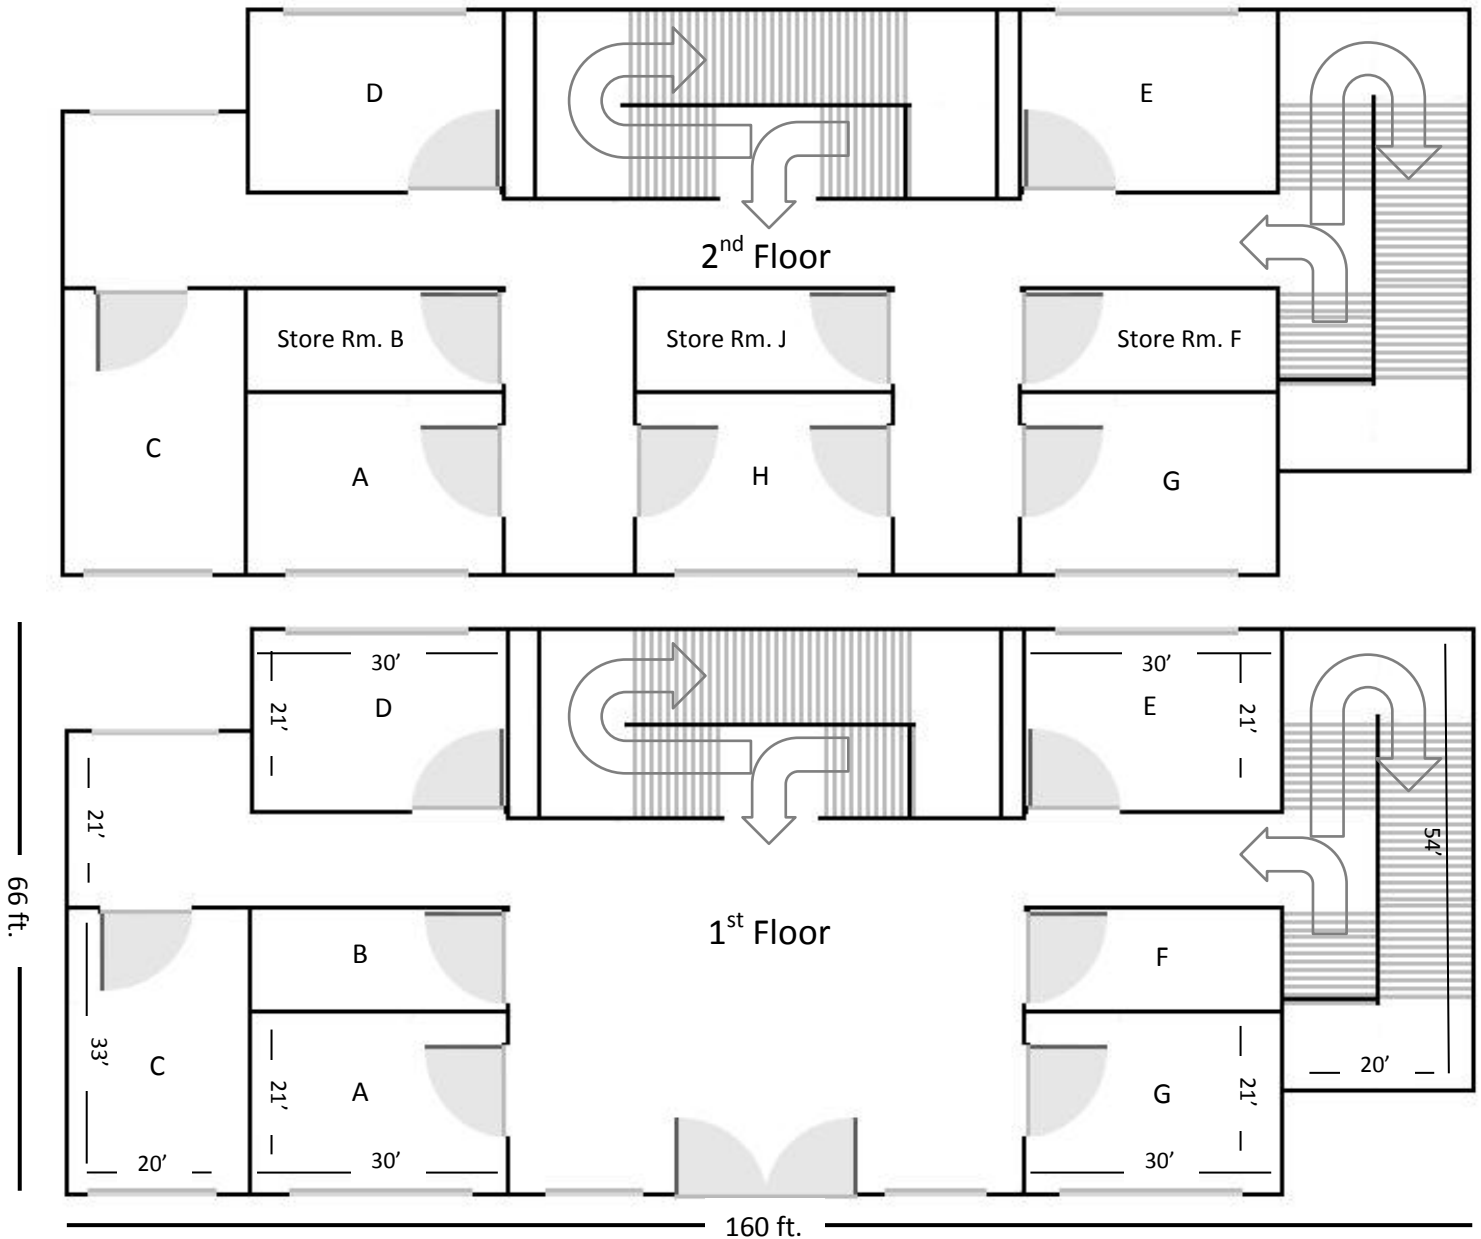 D
E
2nd Floor
Store Rm. B
Store Rm. J
Store Rm. F
C
A
H
G
30’
30’
D
E
21’
21’
21’
54’
66 ft.
1st Floor
B
F
33’
C
A
21’
G
21’
20’
20’
30’
30’
160 ft.